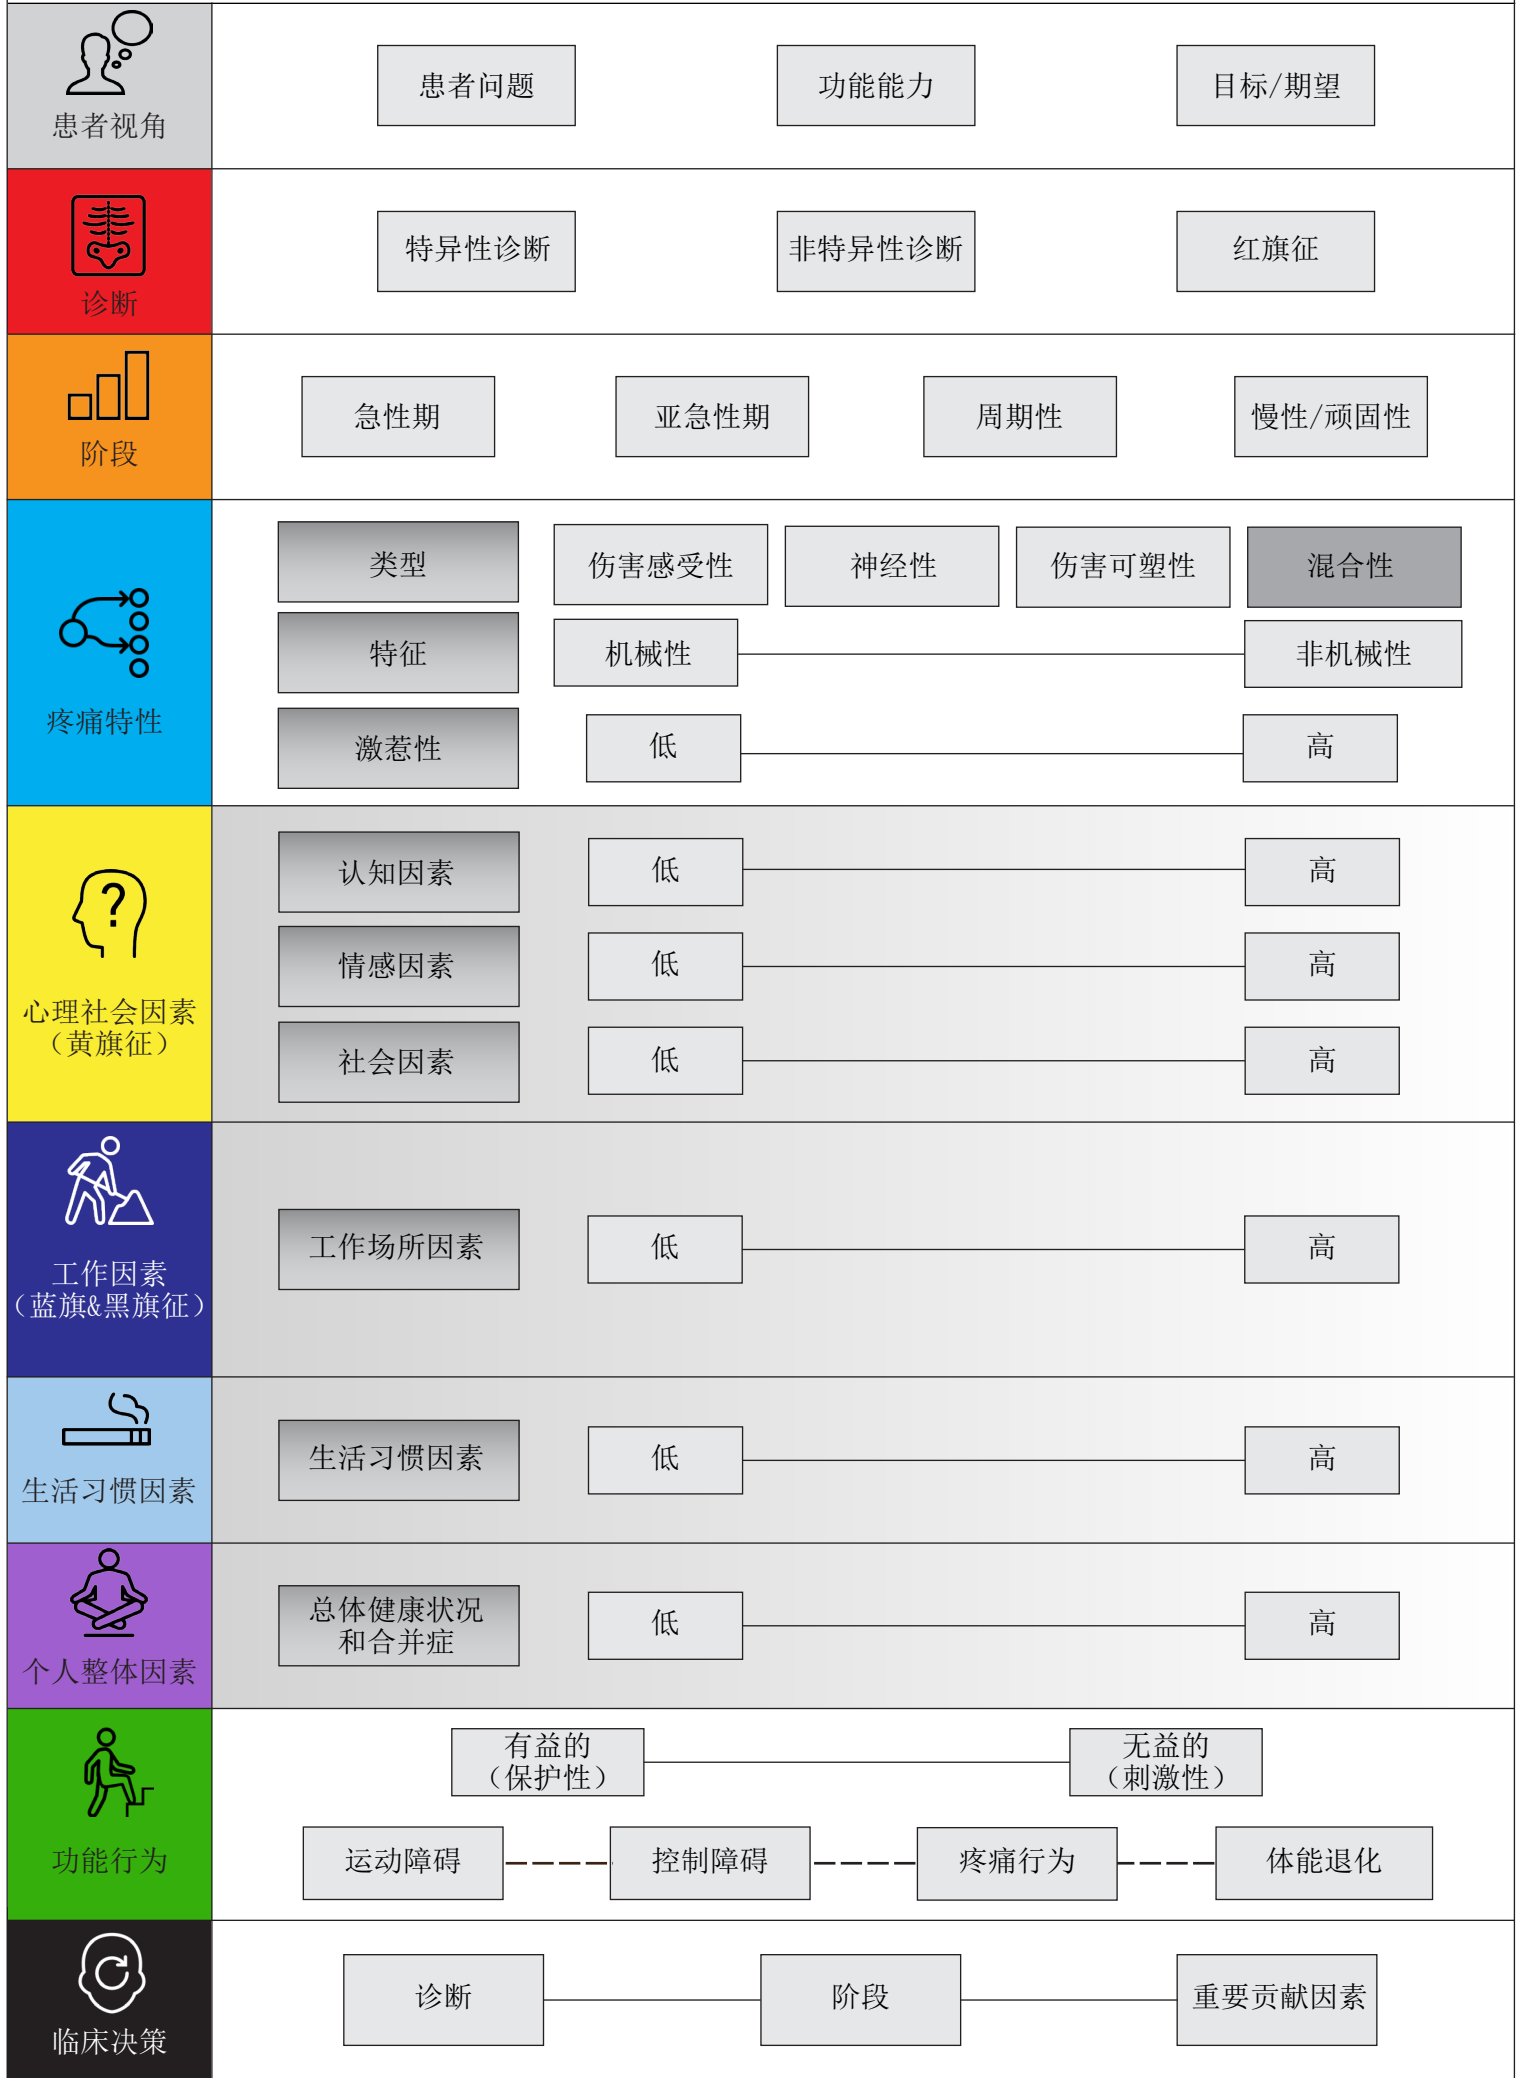 患者视角
患者问题
功能能力
目标/期望
诊断
特异性诊断
非特异性诊断
红旗征
阶段
急性期
亚急性期
周期性
慢性/顽固性
疼痛特性
类型
伤害感受性
神经性
伤害可塑性
混合性
特征
机械性
非机械性
激惹性
低
高
心理社会因素
（黄旗征）
认知因素
低
高
情感因素
低
高
社会因素
低
高
工作因素
（蓝旗&黑旗征）
工作场所因素
低
高
生活习惯因素
生活习惯因素
低
高
个人整体因素
总体健康状况
和合并症
低
高
功能行为
有益的
（保护性）
无益的
（刺激性）
运动障碍
控制障碍
疼痛行为
体能退化
临床决策
诊断
阶段
重要贡献因素